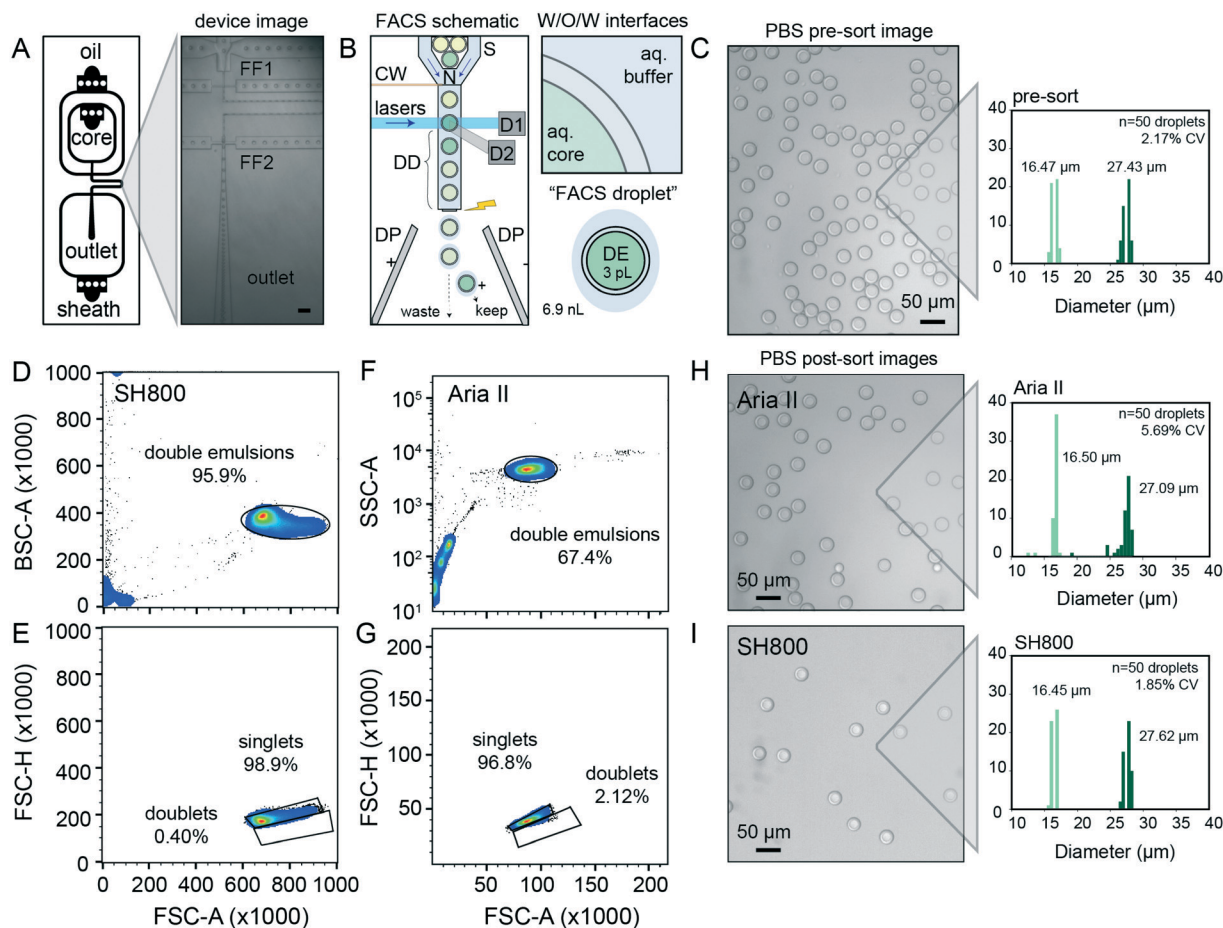 A
oil
core
outlet
sheath
device image
FF1
FF2
outlet
B
FACS schematic
S
N
CW
lasers
D1
D2
DD
DP
+
DP
-
+
waste
keep
W/O/W interfaces
aq.
buffer
aq.
core
“FACS droplet”
DE
3 pL
6.9 nL
C
PBS pre-sort image
50 µm
pre-sort
n=50 droplets
2.17% CV
16.47 µm
27.43 µm
40
30
20
10
0
10 15 20 25 30 35 40
Diameter (µm)
D
SH800
double emulsions
95.9%
1000
800
600
400
200
0
BSC-A (x1000)
E
1000
800
600
400
200
0
FSC-H (x1000)
singlets
98.9%
doublets
0.40%
0 200 400 600 800 1000
FSC-A (x1000)
F
Aria II
10⁵
10⁴
10³
10²
10¹
SSC-A
double emulsions
67.4%
G
200
150
100
50
FSC-H (x1000)
singlets
96.8%
doublets
2.12%
50 100 150 200
FSC-A (x1000)
H
PBS post-sort images
Aria II
50 µm
Aria II
n=50 droplets
5.69% CV
16.50 µm
27.09 µm
40
30
20
10
0
10 15 20 25 30 35 40
Diameter (µm)
I
SH800
50 µm
SH800
n=50 droplets
1.85% CV
16.45 µm
27.62 µm
40
30
20
10
0
10 15 20 25 30 35 40
Diameter (µm)